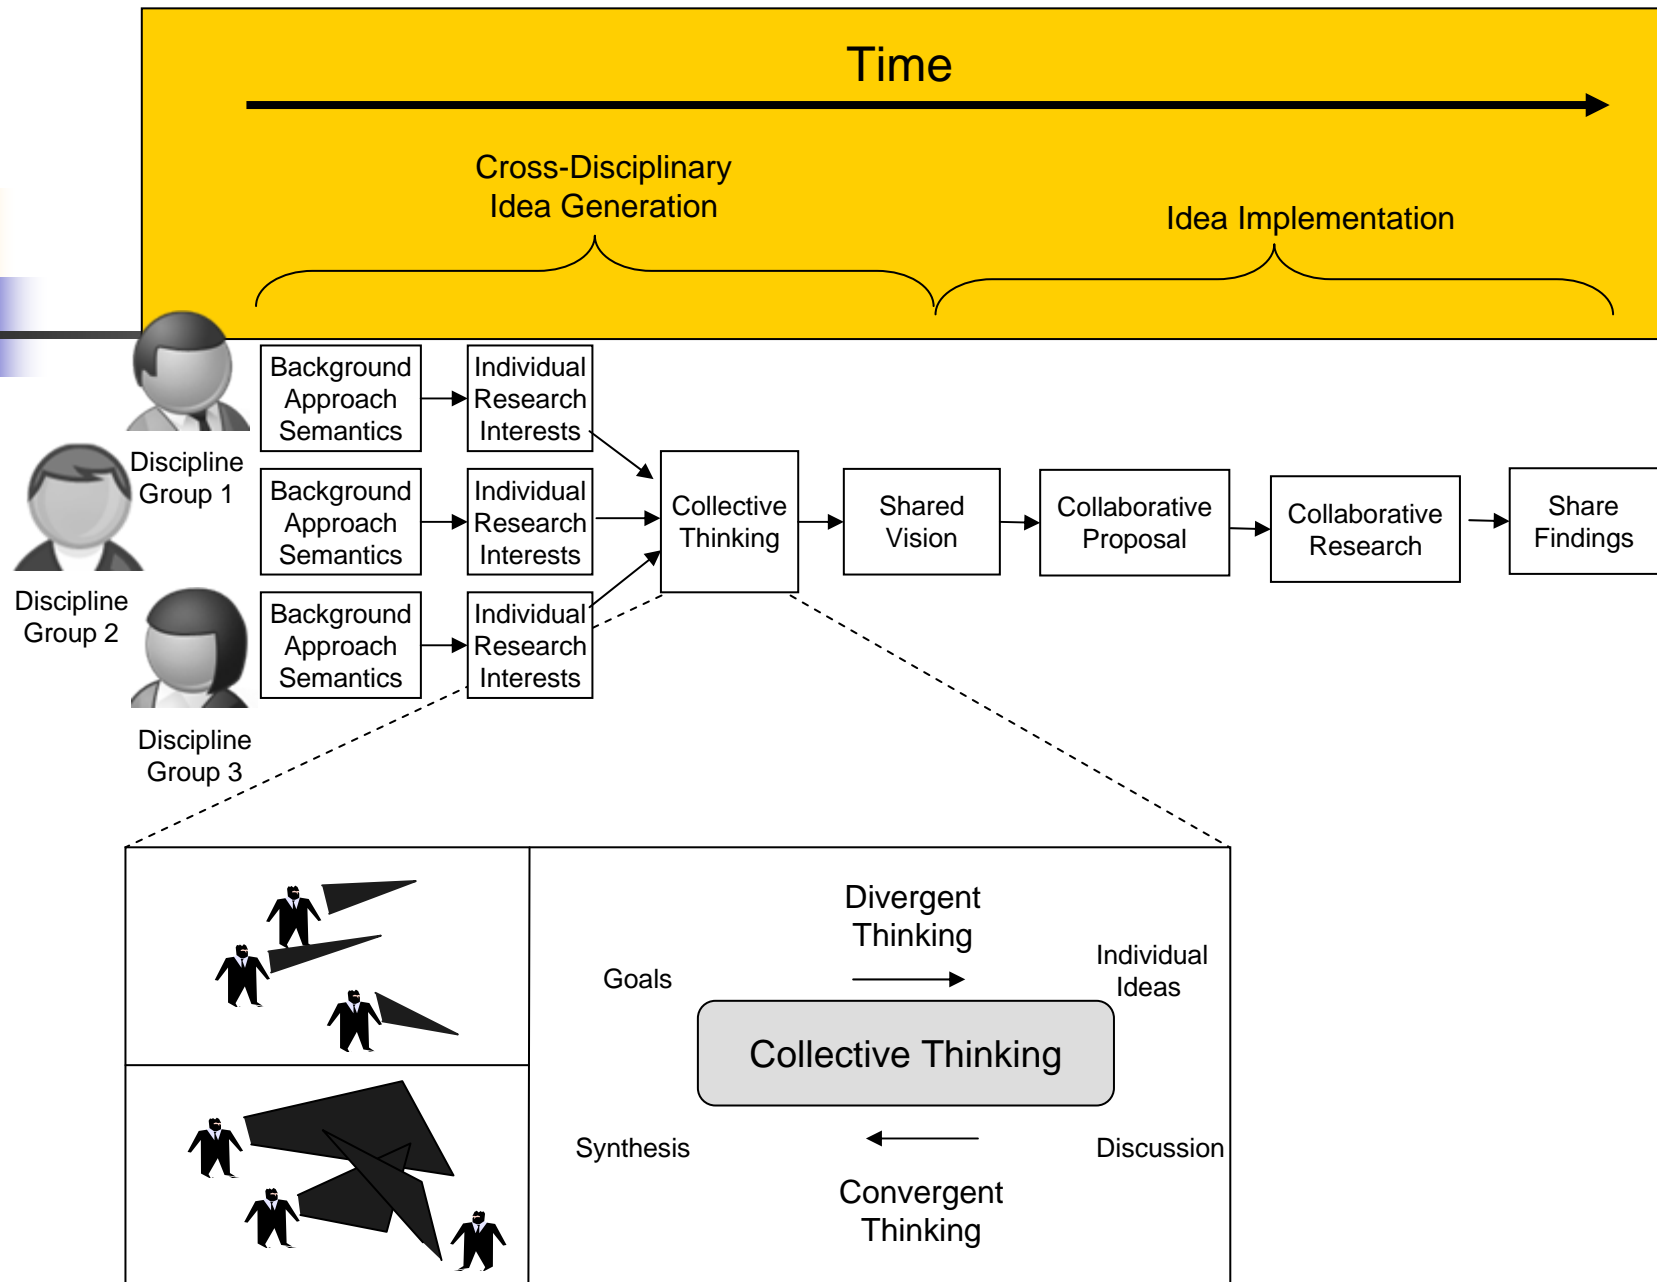 Time
Cross-Disciplinary
Idea Generation
Idea Implementation
Background
Approach
Semantics
Individual
Research
Interests
Discipline
Group 1
Background
Approach
Semantics
Individual
Research
Interests
Collective
Thinking
Shared
Vision
Collaborative
Proposal
Collaborative
Research
Share
Findings
Discipline
Group 2
Background
Approach
Semantics
Individual
Research
Interests
Discipline
Group 3
Divergent
Thinking
Goals
Individual
Ideas
Collective Thinking
Synthesis
Discussion
Convergent
Thinking